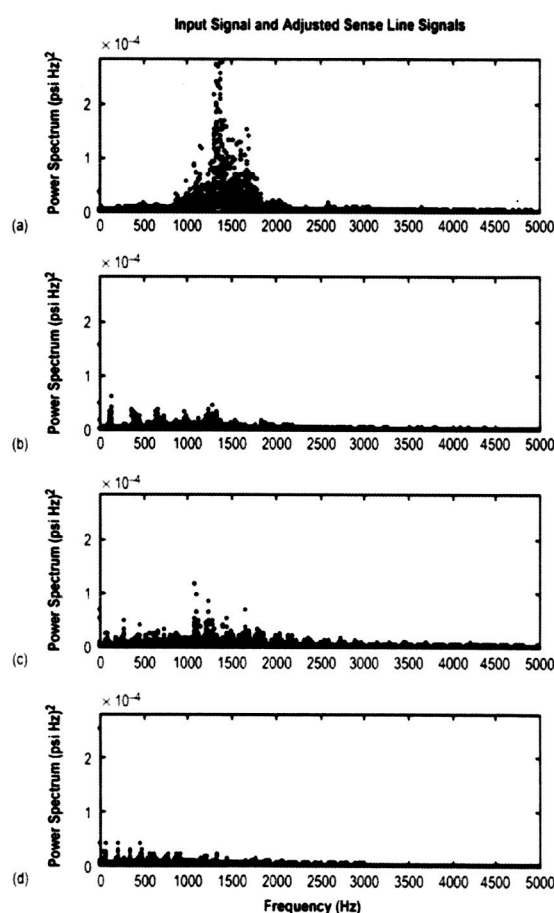 Input Signal and Adjusted Sense Line Signals
× 10⁻⁴
Power Spectrum (psi Hz)²
2
1
0
(a)
0 500 1000 1500 2000 2500 3000 3500 4000 4500 5000
× 10⁻⁴
Power Spectrum (psi Hz)²
2
1
0
(b)
0 500 1000 1500 2000 2500 3000 3500 4000 4500 5000
× 10⁻⁴
Power Spectrum (psi Hz)²
2
1
0
(c)
0 500 1000 1500 2000 2500 3000 3500 4000 4500 5000
× 10⁻⁴
Power Spectrum (psi Hz)²
2
1
0
(d)
0 500 1000 1500 2000 2500 3000 3500 4000 4500 5000
Frequency (Hz)